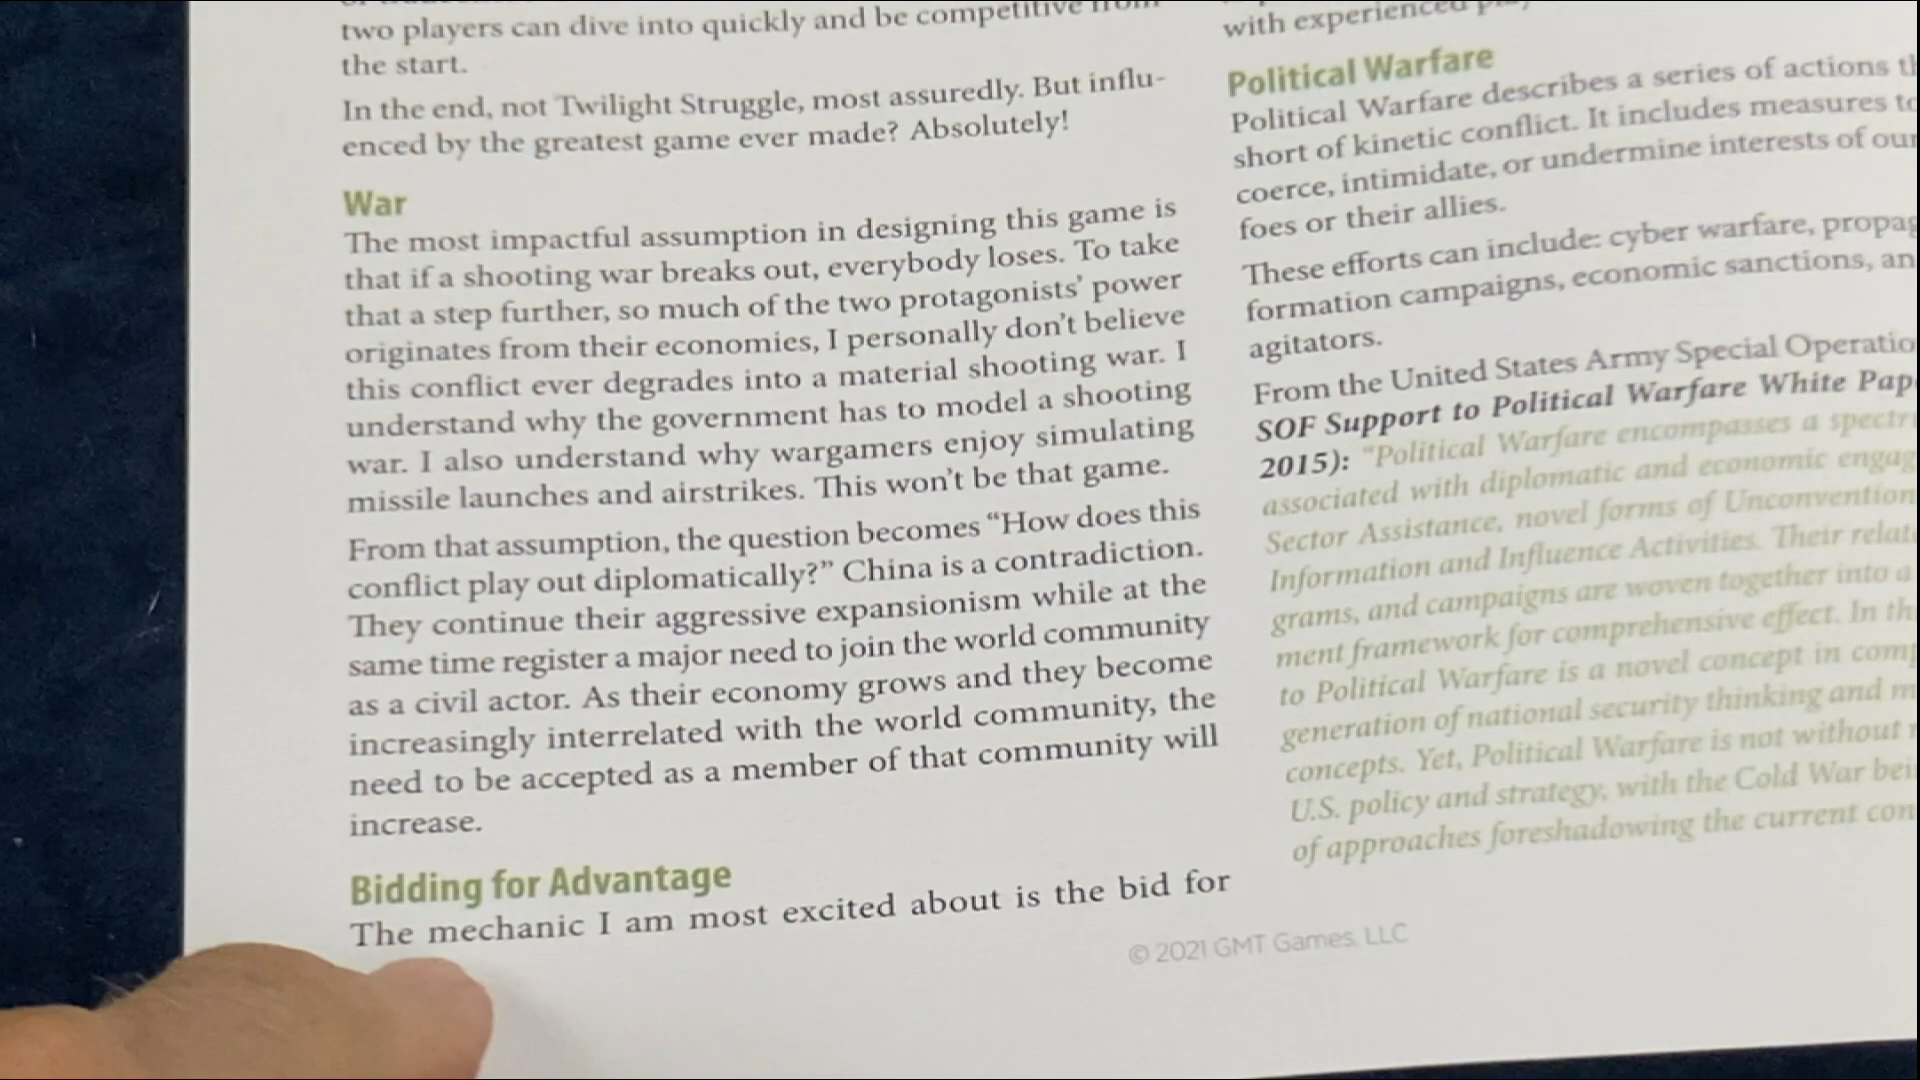 two players can dive into quickly and be competitive from
the start.
In the end, not Twilight Struggle, most assuredly. But influ-
enced by the greatest game ever made? Absolutely!
War
The most impactful assumption in designing this game is
that if a shooting war breaks out, everybody loses. To take
that a step further, so much of the two protagonists' power
originates from their economies, I personally don't believe
this conflict ever degrades into a material shooting war. I
understand why the government has to model a shooting
war. I also understand why wargamers enjoy simulating
missile launches and airstrikes. This won't be that game.
From that assumption, the question becomes “How does this
conflict play out diplomatically?” China is a contradiction.
They continue their aggressive expansionism while at the
same time register a major need to join the world community
as a civil actor. As their economy grows and they become
increasingly interrelated with the world community, the
need to be accepted as a member of that community will
increase.
Bidding for Advantage
The mechanic I am most excited about is the bid for
with experienced
Political Warfare
Political Warfare describes a series of actions
short of kinetic conflict. It includes measures to
coerce, intimidate, or undermine interests of our
foes or their allies.
These efforts can include: cyber warfare,
formation campaigns, economic sanctions,
agitators.
From the United States Army Special
SOF Support to Political Warfare White
2015): “Political Warfare encompasses a
associated with diplomatic and economic
Sector Assistance, novel forms of
Information and Influence Activities. Their
grams, and campaigns are woven together into a
ment framework for comprehensive effect. In
to Political Warfare is a novel concept in
generation of national security thinking and
concepts. Yet, Political Warfare is not without
U.S. policy and strategy, with the Cold War
of approaches foreshadowing the current
© 2021 GMT Games, LLC